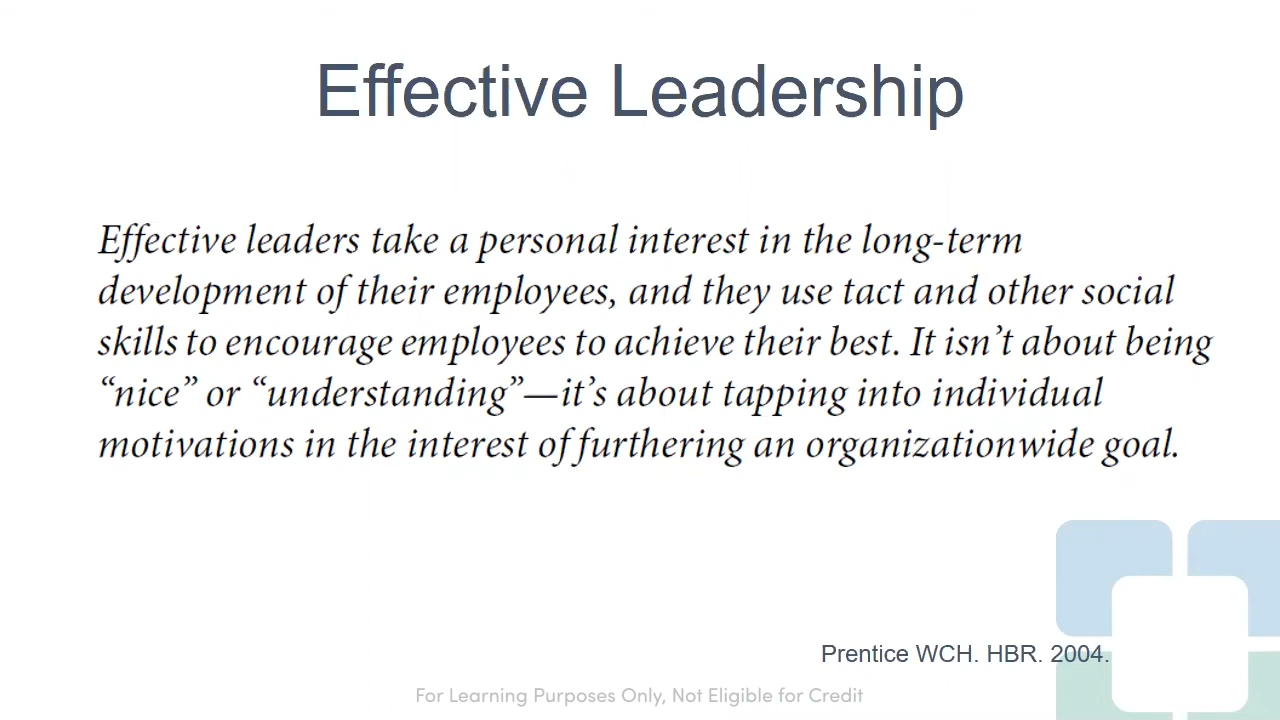 Effective Leadership
Effective leaders take a personal interest in the long-term
development of their employees, and they use tact and other social
skills to encourage employees to achieve their best. It isn’t about being
“nice” or “understanding”—it’s about tapping into individual
motivations in the interest of furthering an organizationwide goal.
Prentice WCH. HBR. 2004.
For Learning Purposes Only, Not Eligible for Credit